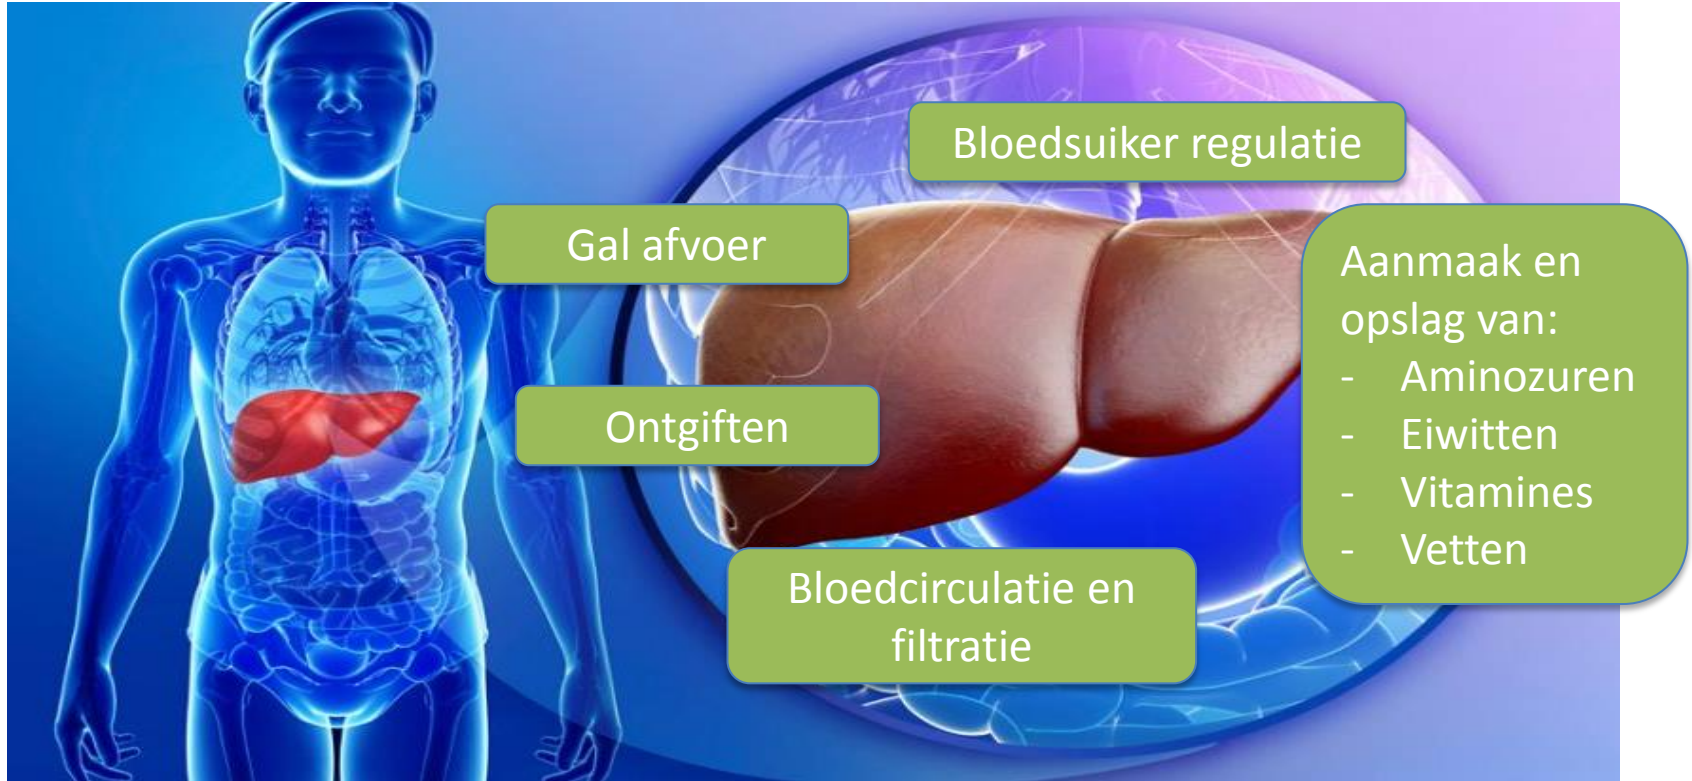 Bloedsuiker regulatie
Gal afvoer
Ontgiften
Bloedcirculatie en
filtratie
Aanmaak en
opslag van:
- Aminozuren
- Eiwitten
- Vitamines
- Vetten